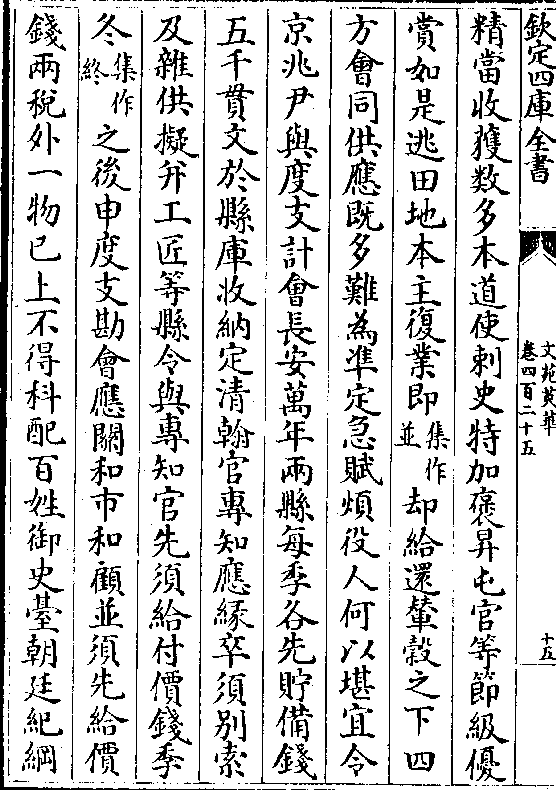 欽定四庫全書
文苑英華
卷四百二十五
十五
精當收獲数多本道使刺史特加褒昇屯官等節級優
賞如是逃田地本主復業即集作並却給還輦轂之下四
方會同供應既多難為準定急賦煩役人何以堪宜令
京兆尹與度支計會長安萬年兩縣每季各先貯備錢
五千貫文於縣庫收納定清翰官專知應緣卒須别索
及雜供擬并工匠等縣令與專知官先須給付價錢季
冬集作終之後申度支勘會應關和市和顧並須先給價
錢兩稅外一物已上不得科配百姓御史臺朝廷紀綱